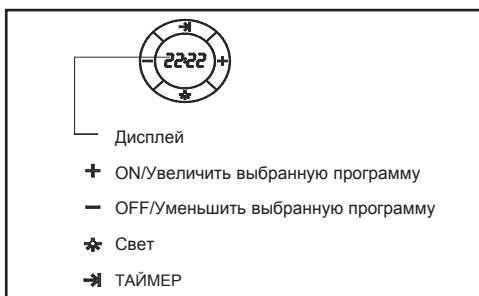 22:22
Дисплей
+ ON/Увеличить выбранную программу
− OFF/Уменьшить выбранную программу
Свет
ТАЙМЕР